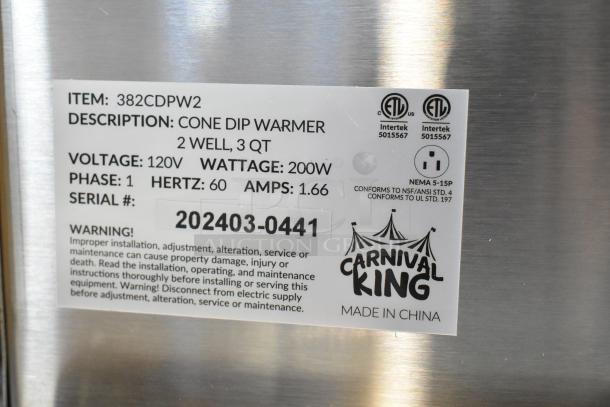 ITEM: 382CDPW2
DESCRIPTION: CONE DIP WARMER
2 WELL, 3 QT
VOLTAGE: 120V WATTAGE: 200W
PHASE: 1 HERTZ: 60 AMPS: 1.66
SERIAL #:
202403-0441
WARNING!
Improper installation, adjustment, alteration, service or
maintenance can cause property damage, injury or
death. Read the installation, operating, and maintenance
instructions thoroughly before installing or serving this
equipment. Warning! Disconnect from electric supply
before adjustment, alteration, service or maintenance.
C ETL US
Intertek
5015567
ETL
Intertek
5015567
NEMA 5-15P
CONFORMS TO NSF/ANSI STD. 4
CONFORMS TO UL STD. 197
CARNIVAL
KING
MADE IN CHINA